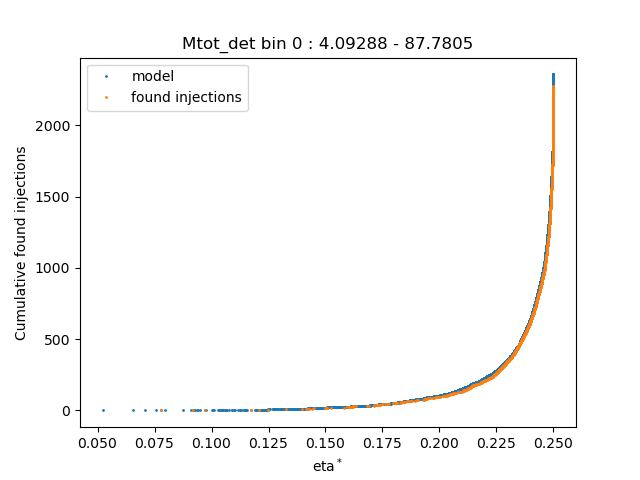 Mtot_det bin 0 : 4.09288 - 87.7805
model
found injections
Cumulative found injections
2000
1500
1000
500
0
0.050 0.075 0.100 0.125 0.150 0.175 0.200 0.225 0.250
eta*